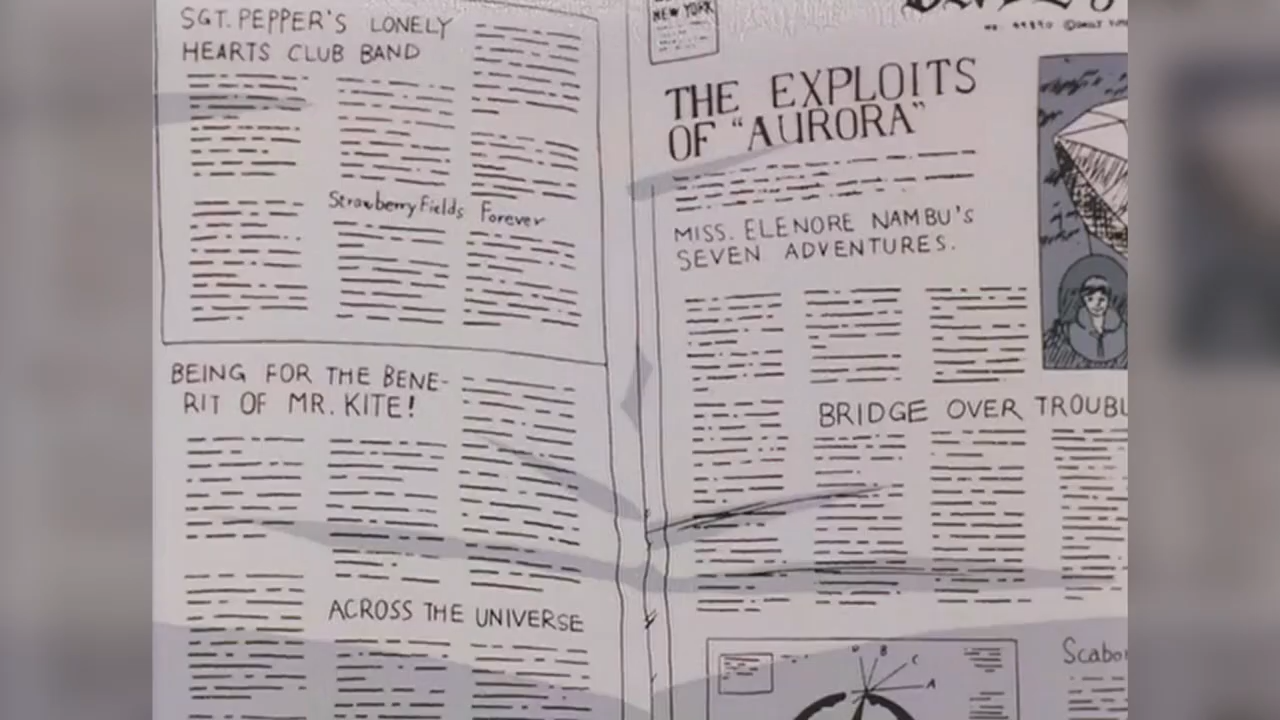 SGT. PEPPER'S LONELY
HEARTS CLUB BAND
Strawberry Fields Forever
BEING FOR THE BENE-
RIT OF MR. KITE!
ACROSS THE UNIVERSE
NEW YORK
THE EXPLOITS
OF "AURORA"
MISS. ELENORE NAMBU'S
SEVEN ADVENTURES.
BRIDGE OVER TROUBL
D B C
A
Scabo